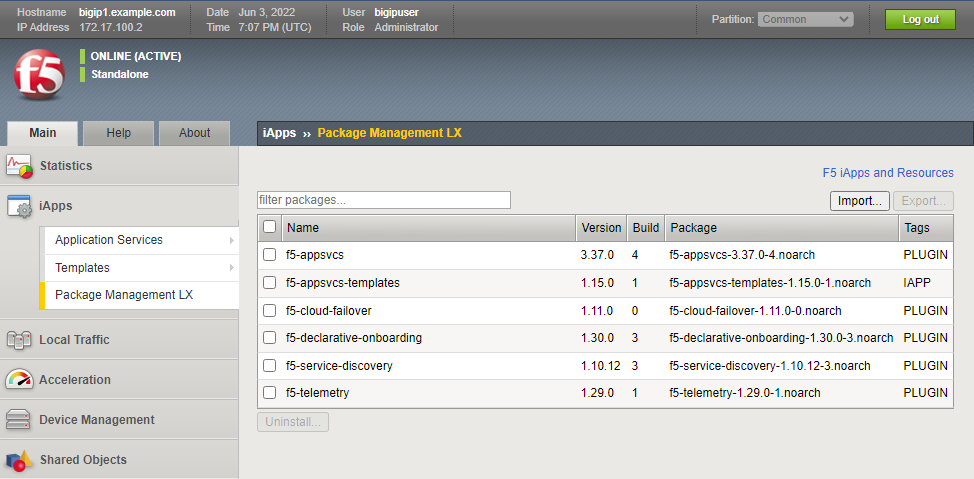 Hostname bigip1.example.com Date Jun 3, 2022 User bigipuser
IP Address 172.17.100.2 Time 7:07 PM (UTC) Role Administrator
Partition: Common
Log out
f5
ONLINE (ACTIVE)
Standalone
Main Help About
iApps ›› Package Management LX
Statistics
iApps
Application Services
Templates
Package Management LX
Local Traffic
Acceleration
Device Management
Shared Objects
F5 iApps and Resources
filter packages... Import... Export...
Name Version Build Package Tags
f5-appsvcs 3.37.0 4 f5-appsvcs-3.37.0-4.noarch PLUGIN
f5-appsvcs-templates 1.15.0 1 f5-appsvcs-templates-1.15.0-1.noarch IAPP
f5-cloud-failover 1.11.0 0 f5-cloud-failover-1.11.0-0.noarch PLUGIN
f5-declarative-onboarding 1.30.0 3 f5-declarative-onboarding-1.30.0-3.noarch PLUGIN
f5-service-discovery 1.10.12 3 f5-service-discovery-1.10.12-3.noarch PLUGIN
f5-telemetry 1.29.0 1 f5-telemetry-1.29.0-1.noarch PLUGIN
Uninstall...